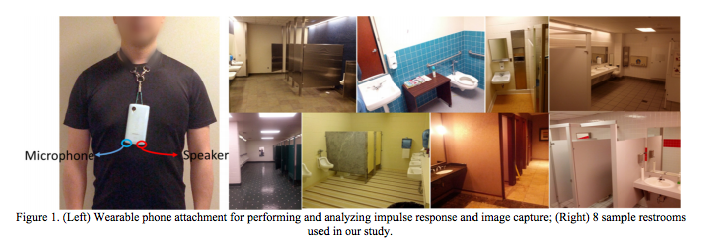 Microphone Speaker
Figure 1. (Left) Wearable phone attachment for performing and analyzing impulse response and image capture; (Right) 8 sample restrooms
used in our study.